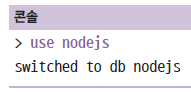 콘솔
> use nodejs
switched to db nodejs